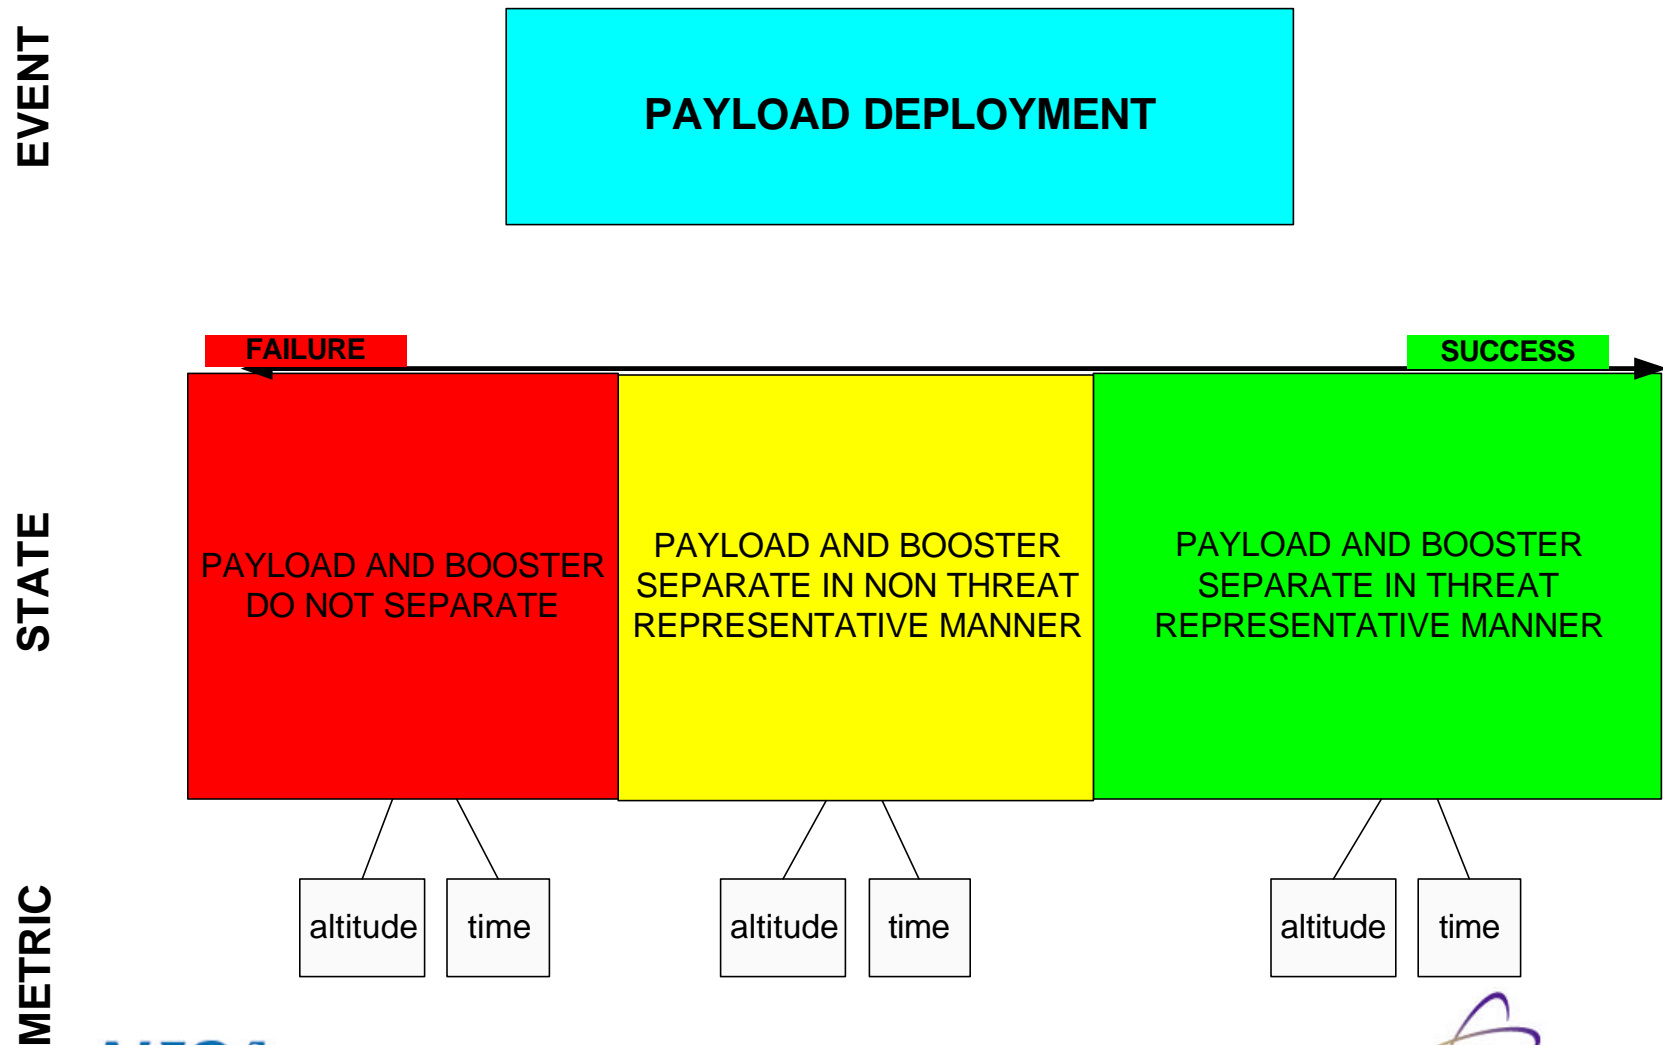 EVENT
PAYLOAD DEPLOYMENT
FAILURE
SUCCESS
STATE
PAYLOAD AND BOOSTER
DO NOT SEPARATE
PAYLOAD AND BOOSTER
SEPARATE IN NON THREAT
REPRESENTATIVE MANNER
PAYLOAD AND BOOSTER
SEPARATE IN THREAT
REPRESENTATIVE MANNER
METRIC
altitude
time
altitude
time
altitude
time